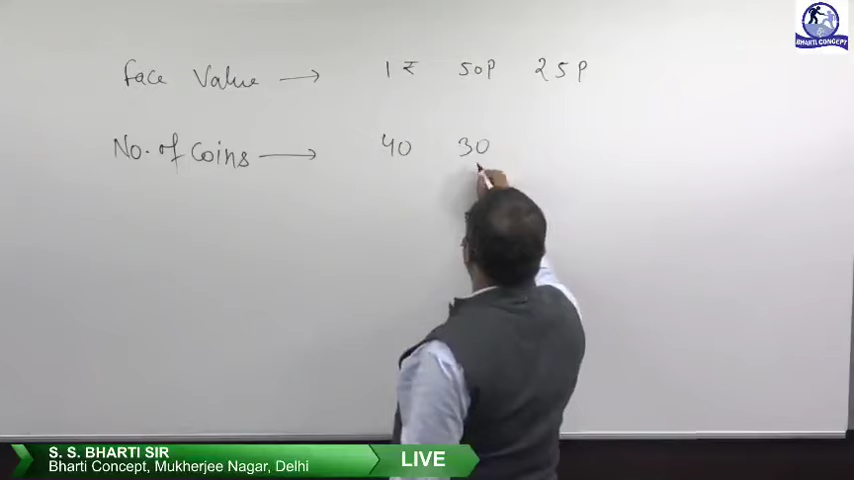 BHARTI CONCEPT
Face Value → 1 ₹ 50P 25P
No. of Coins → 40 30
S. S. BHARTI SIR
Bharti Concept, Mukherjee Nagar, Delhi
LIVE